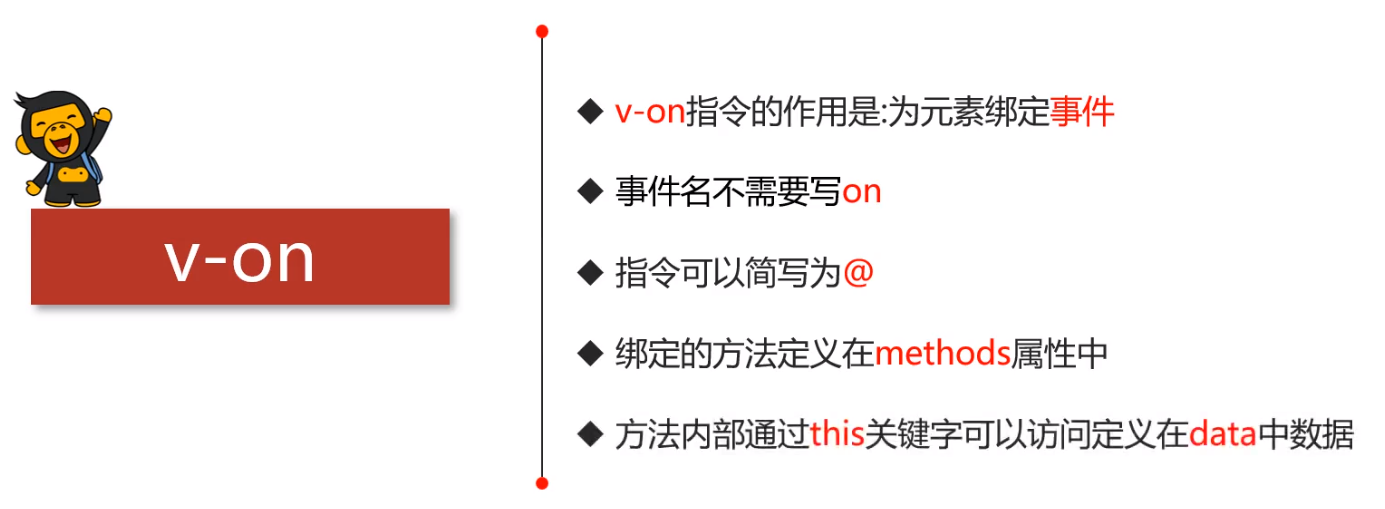 v-on
◆ v-on指令的作用是:为元素绑定事件
◆ 事件名不需要写on
◆ 指令可以简写为@
◆ 绑定的方法定义在methods属性中
◆ 方法内部通过this关键字可以访问定义在data中数据